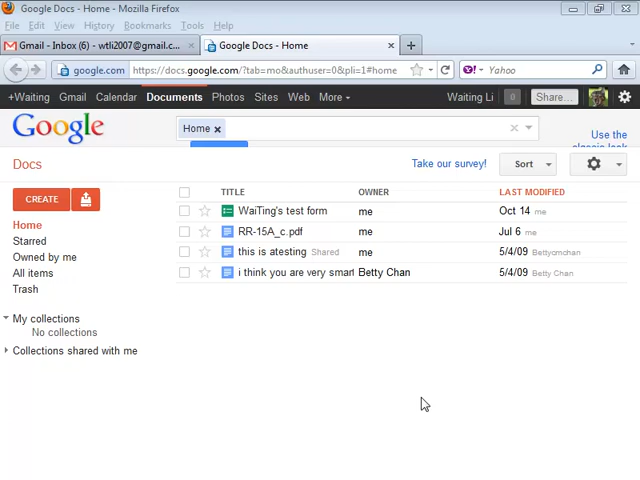 Google Docs - Home - Mozilla Firefox
File Edit View History Bookmarks Tools Help
Gmail - Inbox (6) - wtli2007@gmail.c... × Google Docs - Home × +
google.com https://docs.google.com/?tab=mo&authuser=0&pli=1#home Y! Yahoo
+Waiting Gmail Calendar Documents Photos Sites Web More Waiting Li 0 Share...
Google Home × Use the
classic look
Docs Take our survey! Sort
CREATE TITLE OWNER LAST MODIFIED
WaiTing's test form me Oct 14 me
Home RR-15A_c.pdf me Jul 6 me
Starred this is atesting Shared me 5/4/09 Bettycmchan
Owned by me i think you are very smart Betty Chan 5/4/09 Betty Chan
All items
Trash
My collections
No collections
Collections shared with me